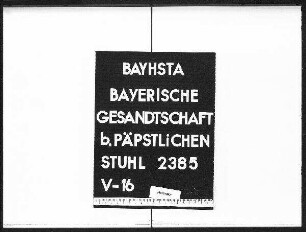 BAYHSTA
BAYERISCHE
GESANDTSCHAFT
b. PÄPSTLiCHEN
STUHL 2385
V-16